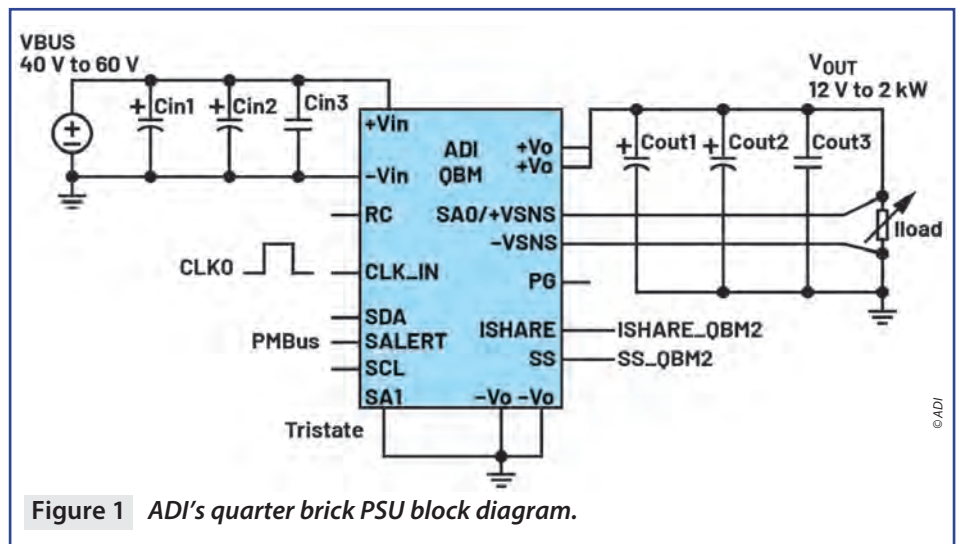 VBUS
40 V to 60 V
Cin1
Cin2
Cin3
V_OUT
12 V to 2 kW
+Vin
ADI
QBM
+Vo
+Vo
Cout1
Cout2
Cout3
-Vin
RC
SA0/+VSNS
Iload
-VSNS
CLK0
CLK_IN
PG
SDA
ISHARE
ISHARE_QBM2
PMBus
SALERT
SS
SS_QBM2
SCL
SA1
-Vo -Vo
Tristate
©ADI
Figure 1 ADI's quarter brick PSU block diagram.